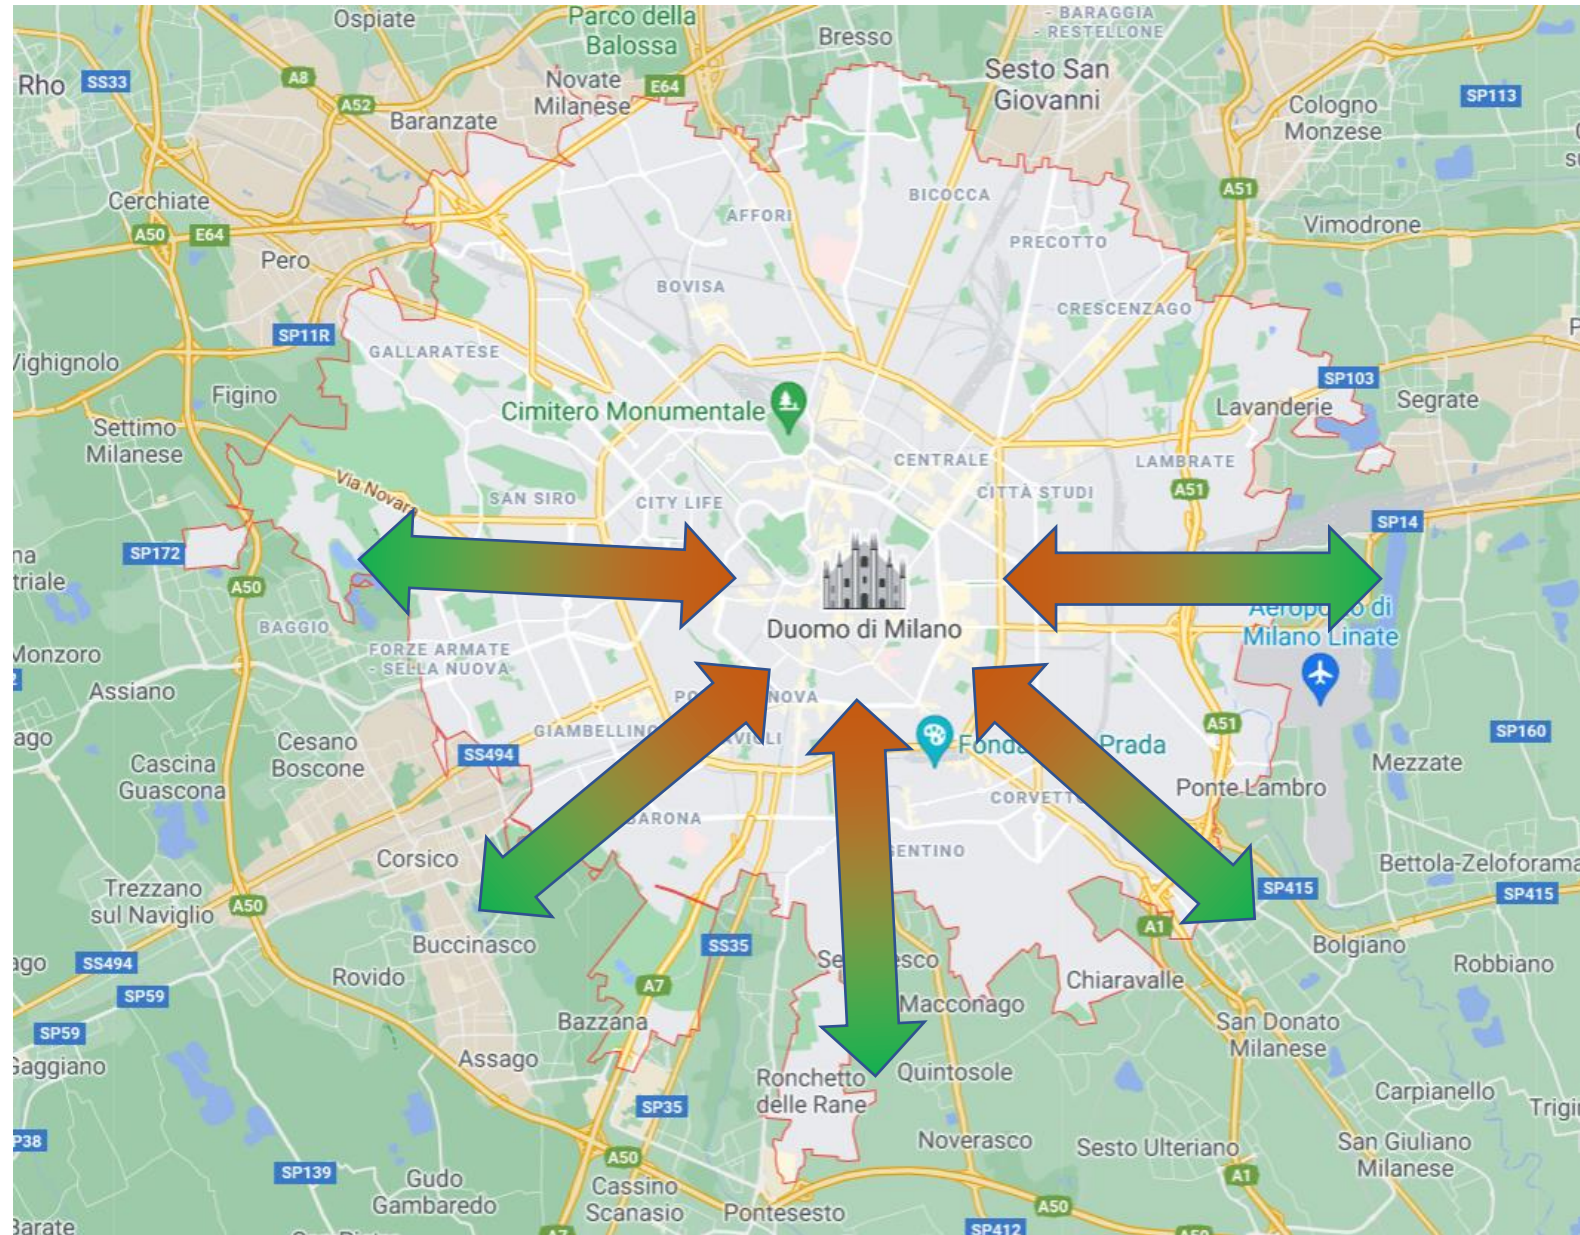 Ospiate
Parco della
Balossa
Bresso
- BARAGGIA
- RESTELLONE
Rho
SS33
A8
A52
Novate
Milanese
E64
Baranzate
Sesto San
Giovanni
Cologno
Monzese
SP113
Cerchiate
A50
E64
Pero
AFFORI
BICOCCA
PRECOTTO
A51
Vimodrone
BOVISA
CRESCENZAGO
SP11R
GALLARATESE
Vighignolo
Figino
Settimo
Milanese
Cimitero Monumentale
SP103
Lavanderie
Segrate
CENTRALE
LAMBRATE
CITTÀ STUDI
A51
Via Novara
SAN SIRO
CITY LIFE
SP14
SP172
A50
BAGGIO
FORZE ARMATE
- SELLA NUOVA
Duomo di Milano
Aeroporto di
Milano Linate
Monzoro
Assiano
NOVA
GIAMBELLINO
A51
SP160
Cesano
Boscone
SS494
Cascina
Guascona
Mezzate
Ponte Lambro
CORVETTO
Prada
BARONA
Corsico
Trezzano
sul Naviglio
A50
SP415
Bettola-Zeloforama
SP415
Buccinasco
SS35
A1
Bolgiano
Robbiano
SS494
SP59
Rovido
A7
Chiaravalle
Macconago
SP59
Gaggiano
Bazzana
Assago
San Donato
Milanese
Ronchetto
delle Rane
Quintosole
Carpianello
SP35
Noverasco
Sesto Ulteriano
San Giuliano
Milanese
SP139
A50
A1
Gudo
Gambaredo
Cassino
Scanasio
Pontesesto
A50
SP412
A7
A50